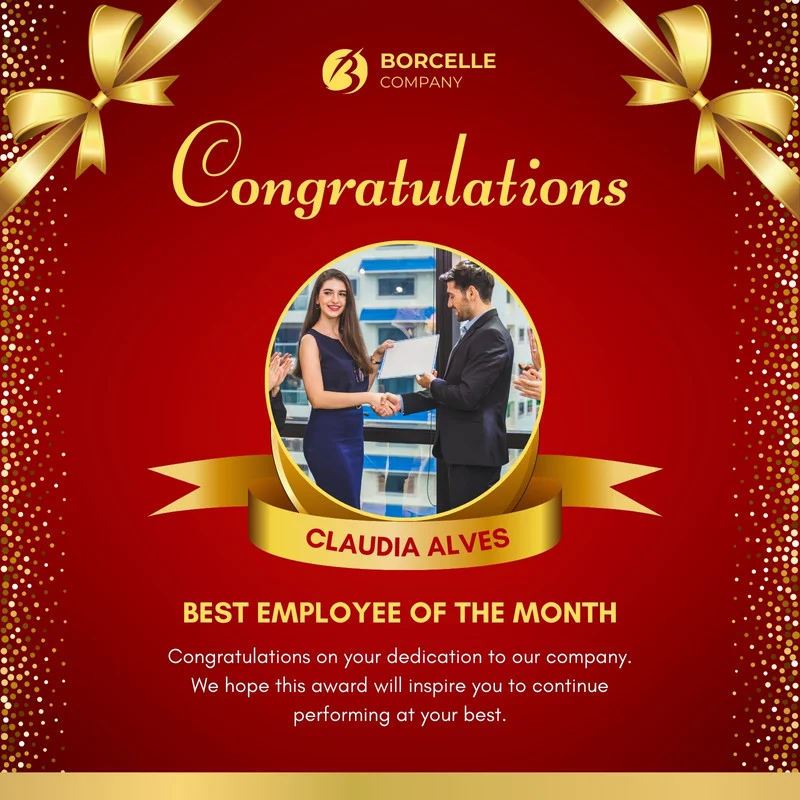 BORCELLE
COMPANY
Congratulations
CLAUDIA ALVES
BEST EMPLOYEE OF THE MONTH
Congratulations on your dedication to our company.
We hope this award will inspire you to continue
performing at your best.